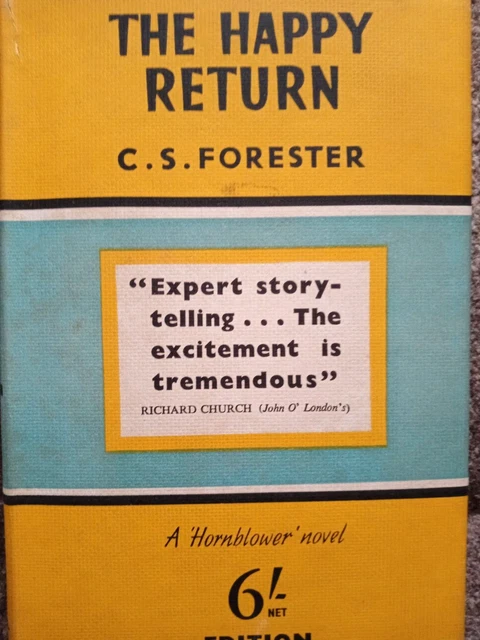 THE HAPPY
RETURN
C.S.FORESTER
“Expert story-
telling... The
excitement is
tremendous”
RICHARD CHURCH (John O' London's)
A 'Hornblower' novel
6/-
NET
EDITION